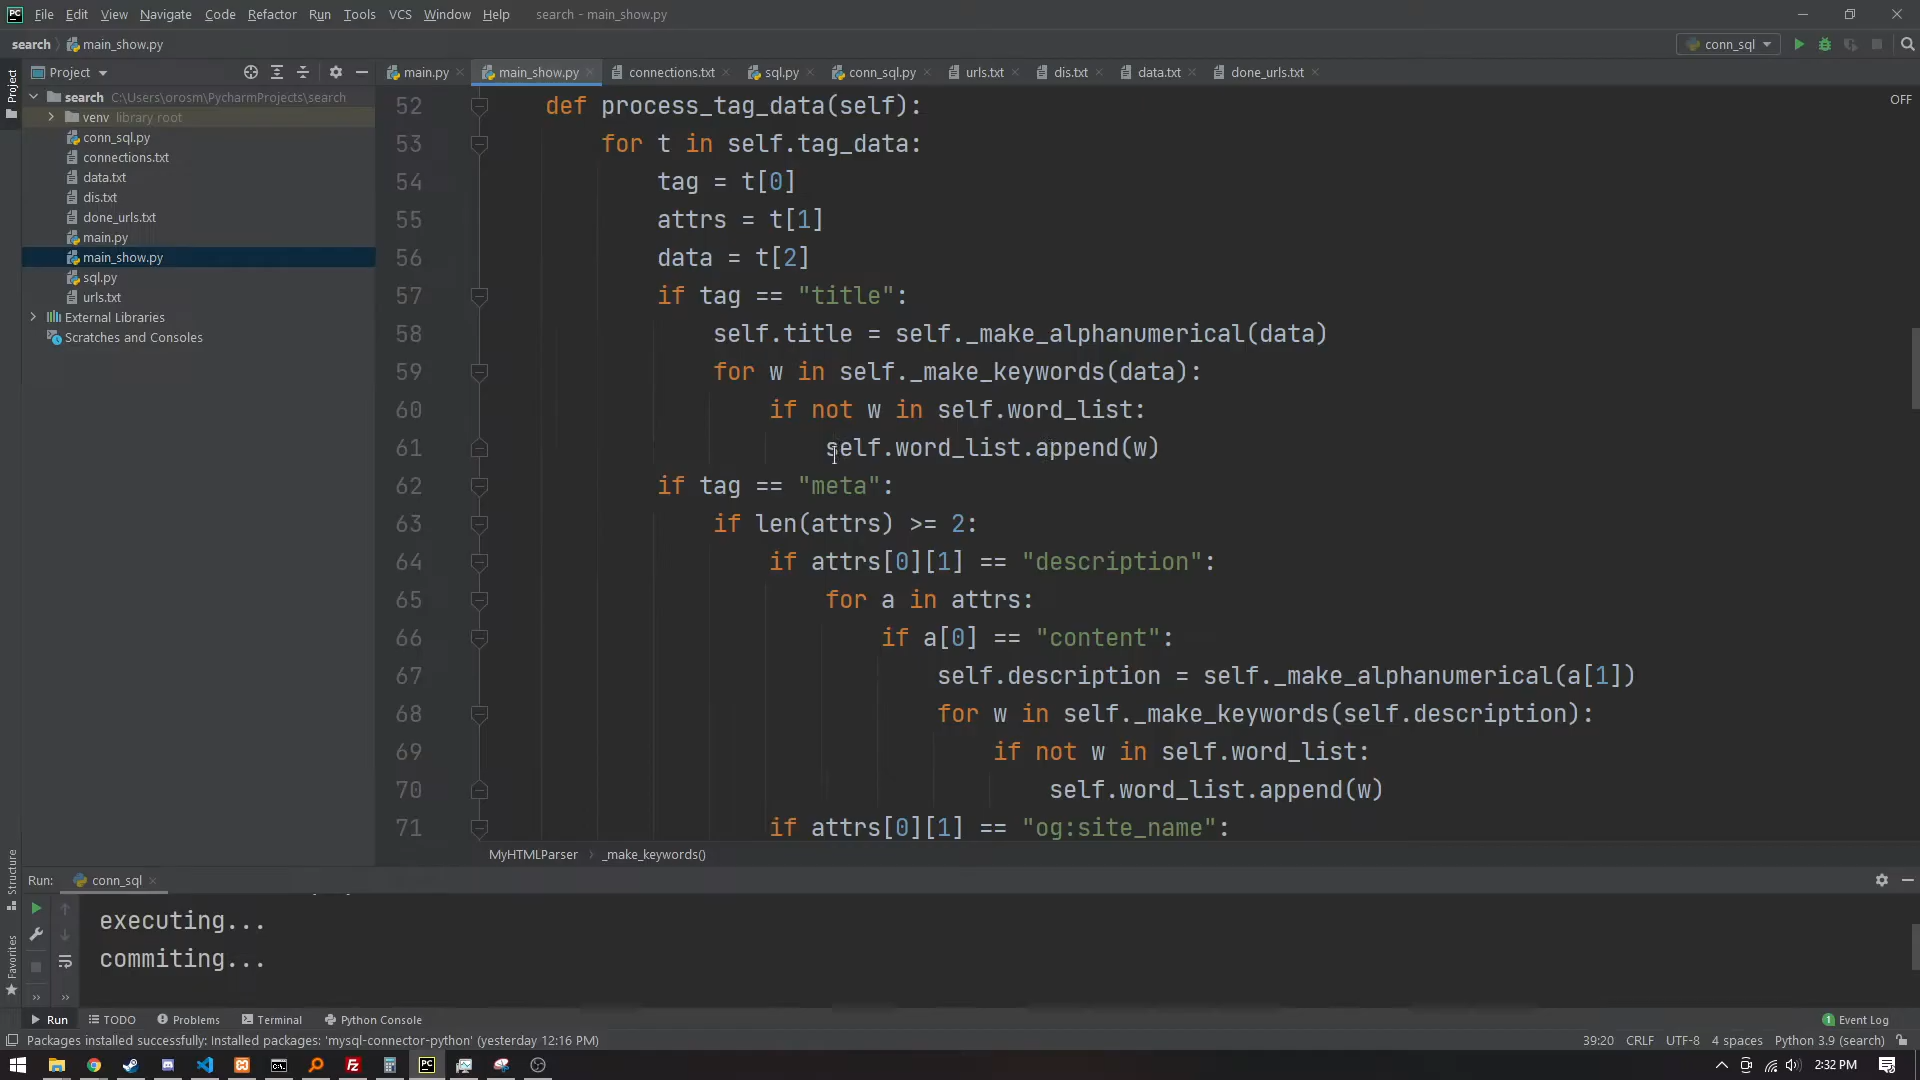 File Edit View Navigate Code Refactor Run Tools VCS Window Help search - main_show.py
search main_show.py conn_sql
Project
main.py main_show.py connections.txt sql.py conn_sql.py urls.txt dis.txt data.txt done_urls.txt
Project
search C:\Users\orosm\PycharmProjects\search
venv library root
conn_sql.py
connections.txt
data.txt
dis.txt
done_urls.txt
main.py
main_show.py
sql.py
urls.txt
External Libraries
Scratches and Consoles
OFF
52 def process_tag_data(self):
53 for t in self.tag_data:
54 tag = t[0]
55 attrs = t[1]
56 data = t[2]
57 if tag == "title":
58 self.title = self._make_alphanumerical(data)
59 for w in self._make_keywords(data):
60 if not w in self.word_list:
61 self.word_list.append(w)
62 if tag == "meta":
63 if len(attrs) >= 2:
64 if attrs[0][1] == "description":
65 for a in attrs:
66 if a[0] == "content":
67 self.description = self._make_alphanumerical(a[1])
68 for w in self._make_keywords(self.description):
69 if not w in self.word_list:
70 self.word_list.append(w)
71 if attrs[0][1] == "og:site_name":
MyHTMLParser _make_keywords()
Structure
Favorites
Run: conn_sql
executing...
commiting...
Run TODO Problems Terminal Python Console 1 Event Log
Packages installed successfully: Installed packages: 'mysql-connector-python' (yesterday 12:16 PM) 39:20 CRLF UTF-8 4 spaces Python 3.9 (search)
2:32 PM